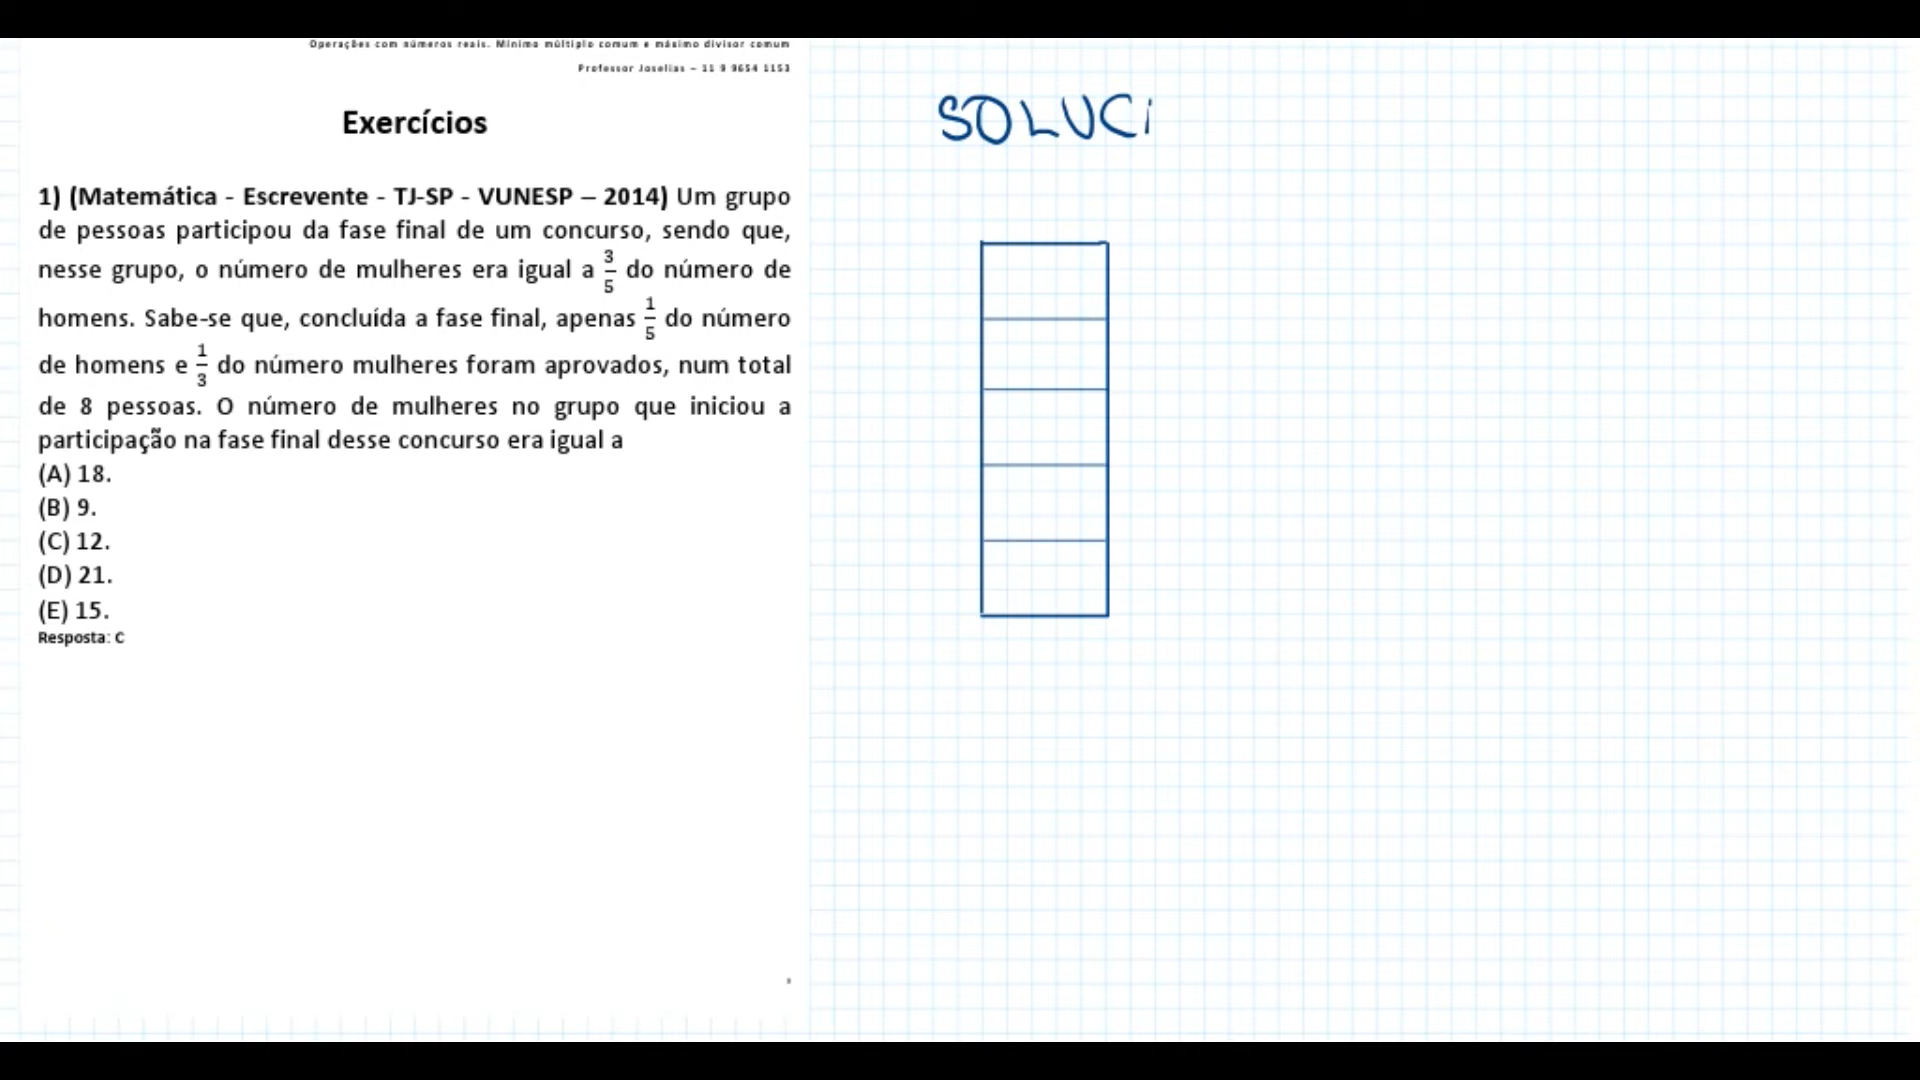 Operações com números reais. Mínimo múltiplo comum e máximo divisor comum
Professor Joselias – 11 9 9654 1153
Exercícios
1) (Matemática - Escrevente - TJ-SP - VUNESP – 2014) Um grupo
de pessoas participou da fase final de um concurso, sendo que,
nesse grupo, o número de mulheres era igual a 3/5 do número de
homens. Sabe-se que, concluída a fase final, apenas 1/5 do número
de homens e 1/3 do número mulheres foram aprovados, num total
de 8 pessoas. O número de mulheres no grupo que iniciou a
participação na fase final desse concurso era igual a
(A) 18.
(B) 9.
(C) 12.
(D) 21.
(E) 15.
Resposta: C
SOLUCI